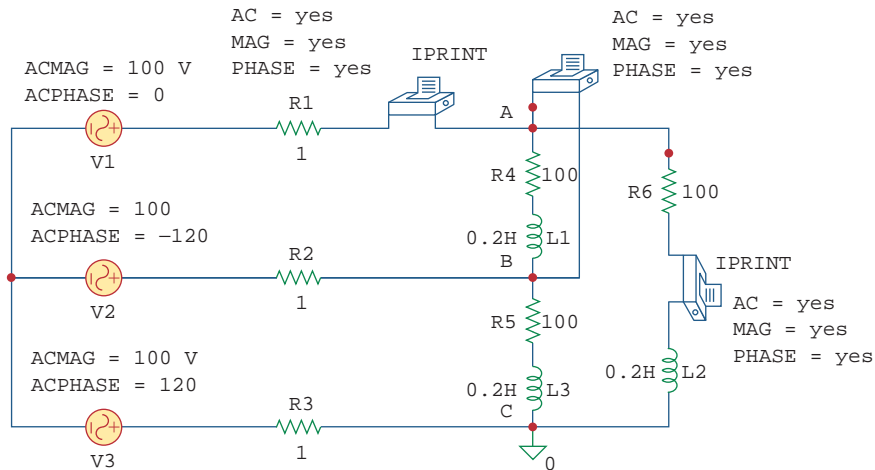 AC = yes
MAG = yes
PHASE = yes
AC = yes
MAG = yes
PHASE = yes
IPRINT
ACMAG = 100 V
ACPHASE = 0
R1
A
1
V1
R4
100
R6
100
ACMAG = 100
ACPHASE = −120
0.2H
L1
R2
B
IPRINT
1
V2
R5
100
AC = yes
MAG = yes
PHASE = yes
ACMAG = 100 V
ACPHASE = 120
0.2H
L3
0.2H
L2
R3
C
1
V3
0